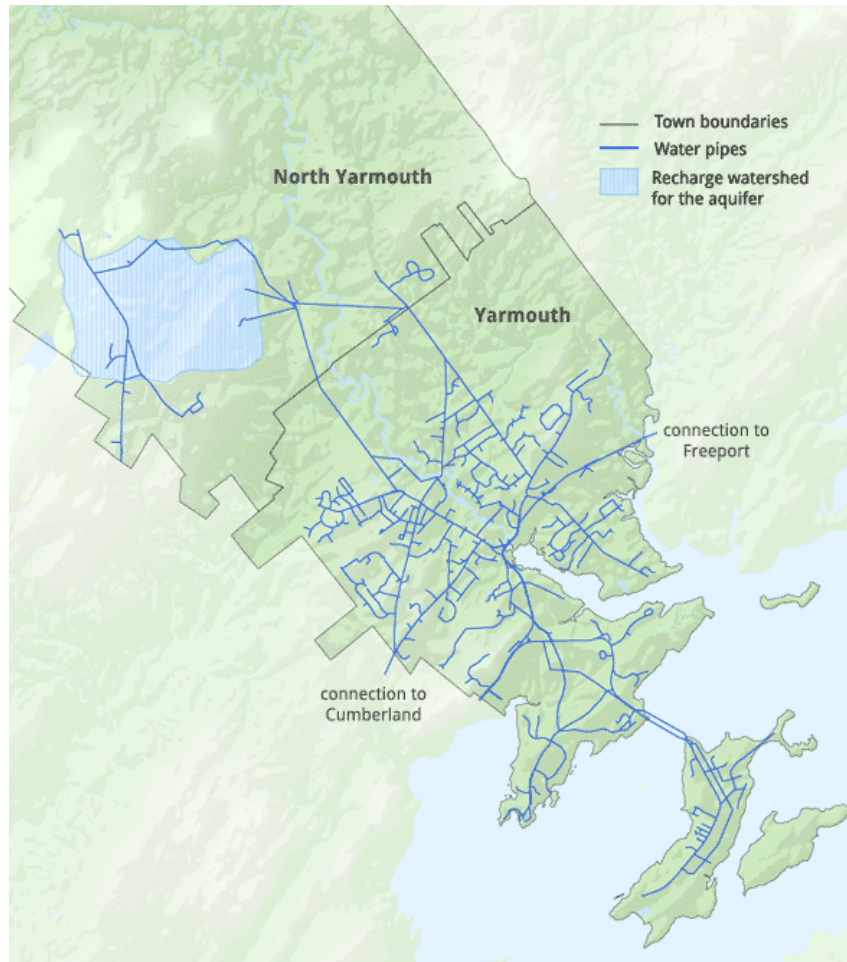 Town boundaries
Water pipes
Recharge watershed
for the aquifer
North Yarmouth
Yarmouth
connection to
Freeport
connection to
Cumberland